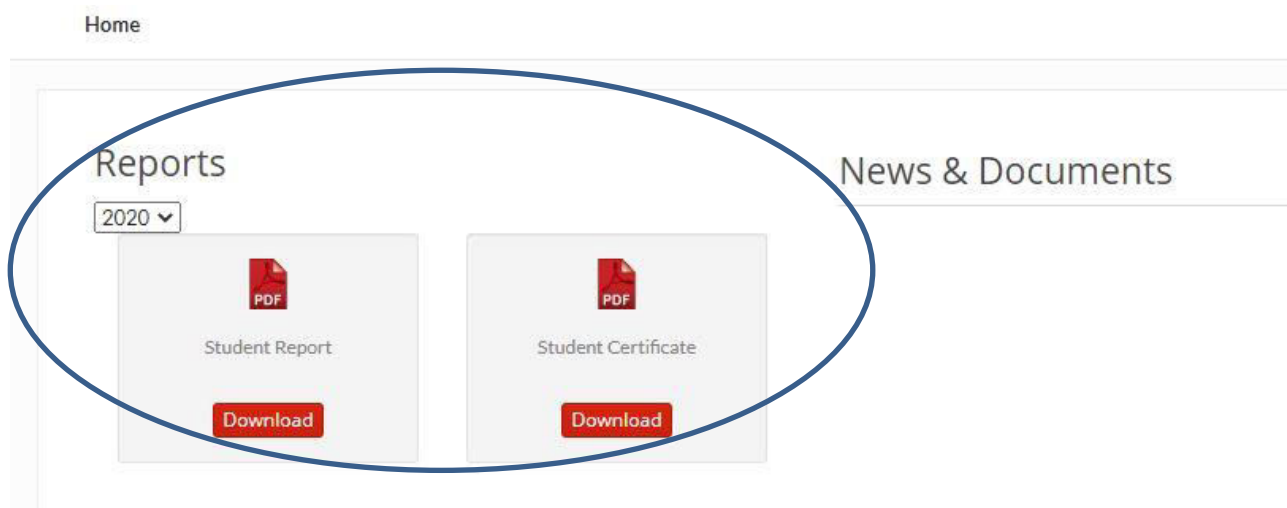 Home
Reports
News & Documents
2020
PDF
PDF
Student Report
Student Certificate
Download
Download